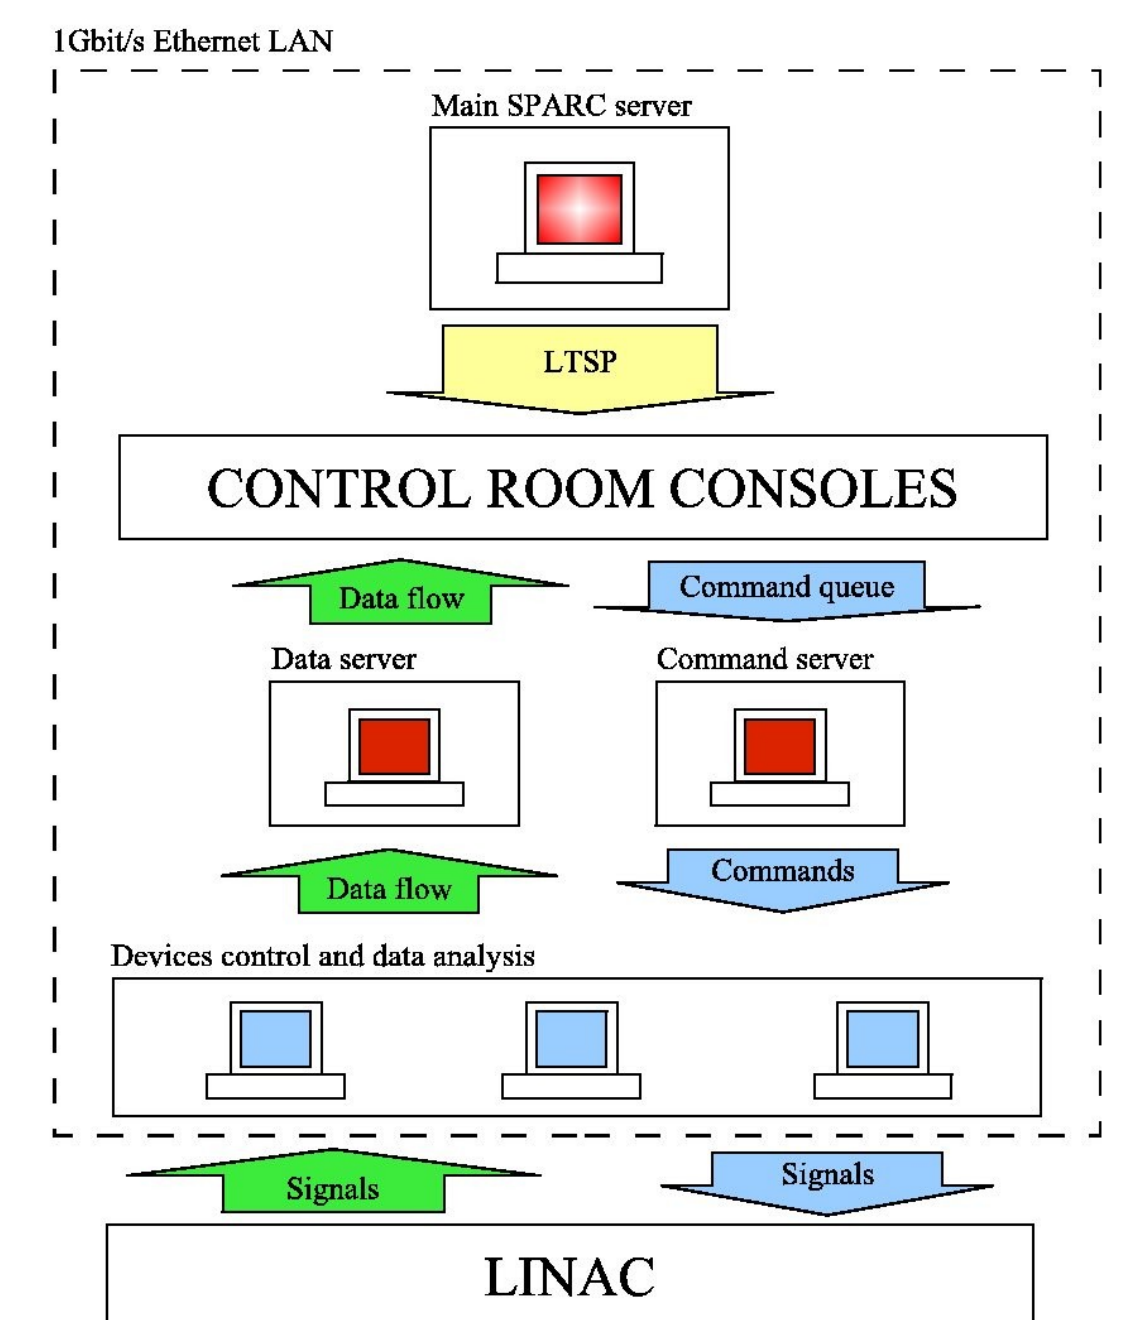 1Gbit/s Ethernet LAN
Main SPARC server
LTSP
CONTROL ROOM CONSOLES
Data flow
Command queue
Data server
Command server
Data flow
Commands
Devices control and data analysis
Signals
Signals
LINAC